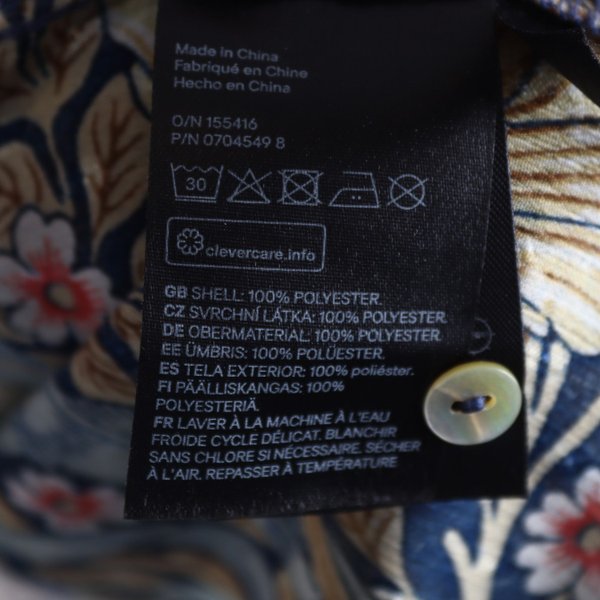 Made in China
Fabriqué en Chine
Hecho en China
O/N 155416
P/N 0704549 8
30
clevercare.info
GB SHELL: 100% POLYESTER.
CZ SVRCHNÍ LÁTKA: 100% POLYESTER.
DE OBERMATERIAL: 100% POLYESTER.
EE ÜMBRIS: 100% POLÜESTER.
ES TELA EXTERIOR: 100% poliéster.
FI PÄÄLLISKANGAS: 100%
POLYESTERIÄ.
FR LAVER À LA MACHINE À L'EAU
FROIDE CYCLE DÉLICAT. BLANCHIR
SANS CHLORE SI NÉCESSAIRE. SÉCHER
À L'AIR. REPASSER À TEMPÉRATURE